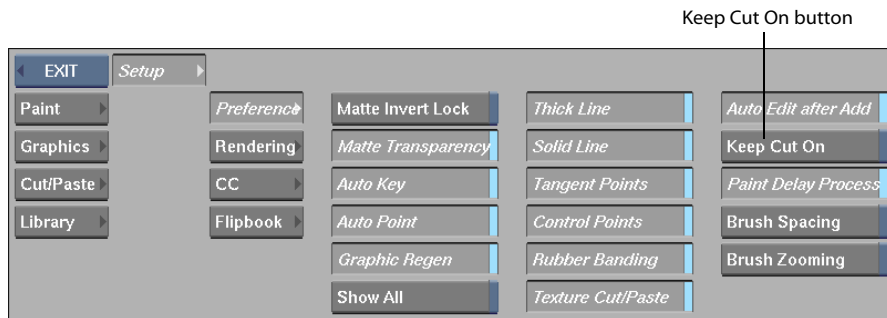 Keep Cut On button
EXIT Setup
Paint Preference Matte Invert Lock Thick Line Auto Edit after Add
Graphics Rendering Matte Transparency Solid Line Keep Cut On
Cut/Paste CC Auto Key Tangent Points Paint Delay Process
Library Flipbook Auto Point Control Points Brush Spacing
Graphic Regen Rubber Banding Brush Zooming
Show All Texture Cut/Paste